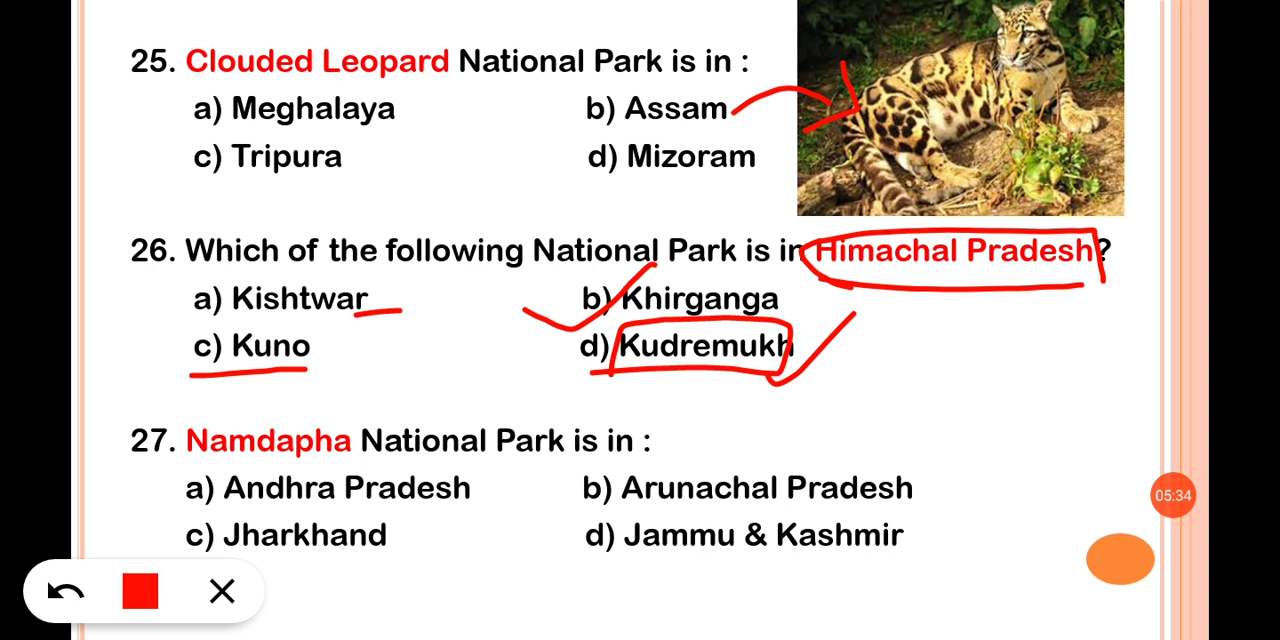 25. Clouded Leopard National Park is in :
a) Meghalaya b) Assam
c) Tripura d) Mizoram
26. Which of the following National Park is in Himachal Pradesh?
a) Kishtwar b) Khirganga
c) Kuno d) Kudremukh
27. Namdapha National Park is in :
a) Andhra Pradesh b) Arunachal Pradesh
c) Jharkhand d) Jammu & Kashmir
05:34